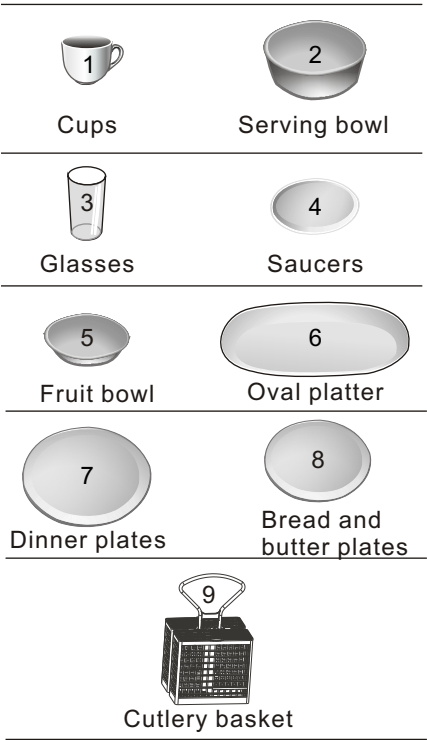 1
2
Cups
Serving bowl
3
4
Glasses
Saucers
5
6
Fruit bowl
Oval platter
7
8
Dinner plates
Bread and
butter plates
9
Cutlery basket